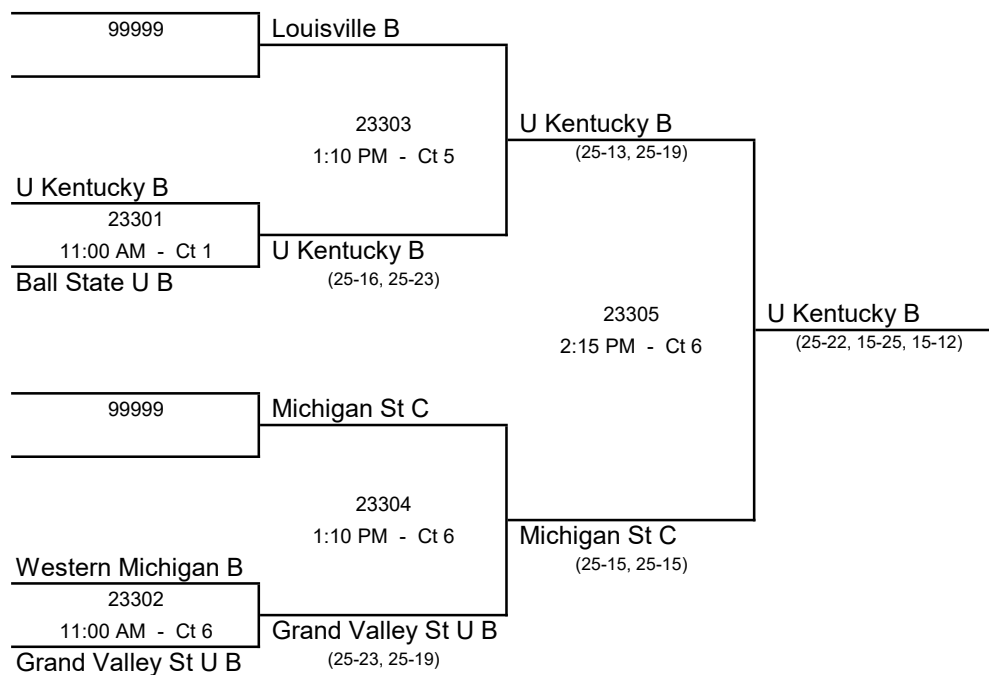 99999
Louisville B
23303
1:10 PM - Ct 5
U Kentucky B
(25-13, 25-19)
U Kentucky B
23301
11:00 AM - Ct 1
Ball State U B
U Kentucky B
(25-16, 25-23)
23305
2:15 PM - Ct 6
U Kentucky B
(25-22, 15-25, 15-12)
99999
Michigan St C
23304
1:10 PM - Ct 6
Michigan St C
(25-15, 25-15)
Western Michigan B
23302
11:00 AM - Ct 6
Grand Valley St U B
Grand Valley St U B
(25-23, 25-19)